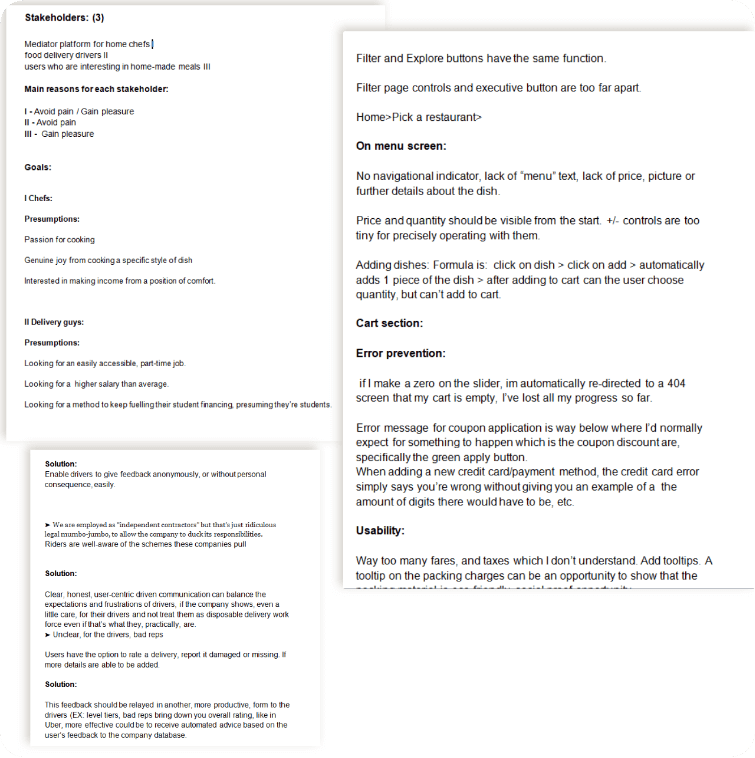 Stakeholders: (3)
Mediator platform for home chefs
food delivery drivers II
users who are interesting in home-made meals III
Main reasons for each stakeholder:
I - Avoid pain / Gain pleasure
II - Avoid pain
III - Gain pleasure
Goals:
I Chefs:
Presumptions:
Passion for cooking
Genuine joy from cooking a specific style of dish
Interested in making income from a position of comfort.
II Delivery guys:
Presumptions:
Looking for an easily accessible, part-time job.
Looking for a higher salary than average.
Looking for a method to keep fuelling their student financing, presuming they're students.
Filter and Explore buttons have the same function.
Filter page controls and executive button are too far apart.
Home>Pick a restaurant>
On menu screen:
No navigational indicator, lack of "menu" text, lack of price, picture or
further details about the dish.
Price and quantity should be visible from the start. +/- controls are too
tiny for precisely operating with them.
Adding dishes: Formula is: click on dish > click on add > automatically
adds 1 piece of the dish > after adding to cart can the user choose
quantity, but can't add to cart.
Cart section:
Error prevention:
if I make a zero on the slider, im automatically re-directed to a 404
screen that my cart is empty, I've lost all my progress so far.
Error message for coupon application is way below where I'd normally
expect for something to happen which is the coupon discount are,
specifically the green apply button.
When adding a new credit card/payment method, the credit card error
simply says you're wrong without giving you an example of a the
amount of digits there would have to be, etc.
Usability:
Way too many fares, and taxes which I don't understand. Add tooltips. A
tooltip on the packing charges can be an opportunity to show that the
Solution:
Enable drivers to give feedback anonymously, or without personal
consequence, easily.
➤ We are employed as "independent contractors" but that's just ridiculous
legal mumbo-jumbo, to allow the company to duck its responsibilities.
Riders are well-aware of the schemes these companies pull
Solution:
Clear, honest, user-centric driven communication can balance the
expectations and frustrations of drivers, if the company shows, even a
little care, for their drivers and not treat them as disposable delivery work
force even if that's what they, practically, are.
➤ Unclear, for the drivers, bad reps
Users have the option to rate a delivery, report it damaged or missing. If
more details are able to be added.
Solution:
This feedback should be relayed in another, more productive, form to the
drivers (EX: level tiers, bad reps bring down you overall rating, like in
Uber, more effective could be to receive automated advice based on the
user's feedback to the company database.